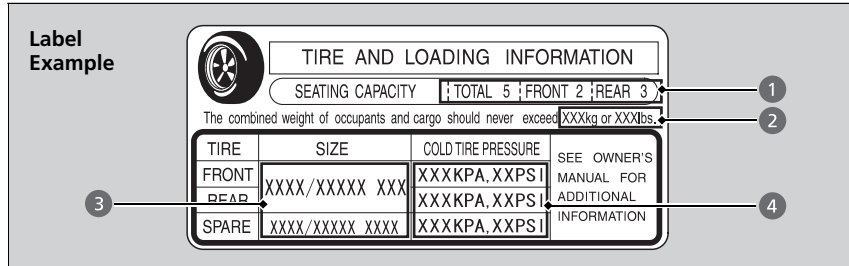 Label
Example
TIRE AND LOADING INFORMATION
SEATING CAPACITY TOTAL 5 FRONT 2 REAR 3
1
The combined weight of occupants and cargo should never exceed XXXkg or XXXlbs.
2
TIRE SIZE COLD TIRE PRESSURE SEE OWNER'S
MANUAL FOR
ADDITIONAL
INFORMATION
FRONT XXXX/XXXXX XXX XXXKPA,XXPSI
REAR XXXKPA,XXPSI
3
4
SPARE XXXX/XXXXX XXXX XXXKPA,XXPSI